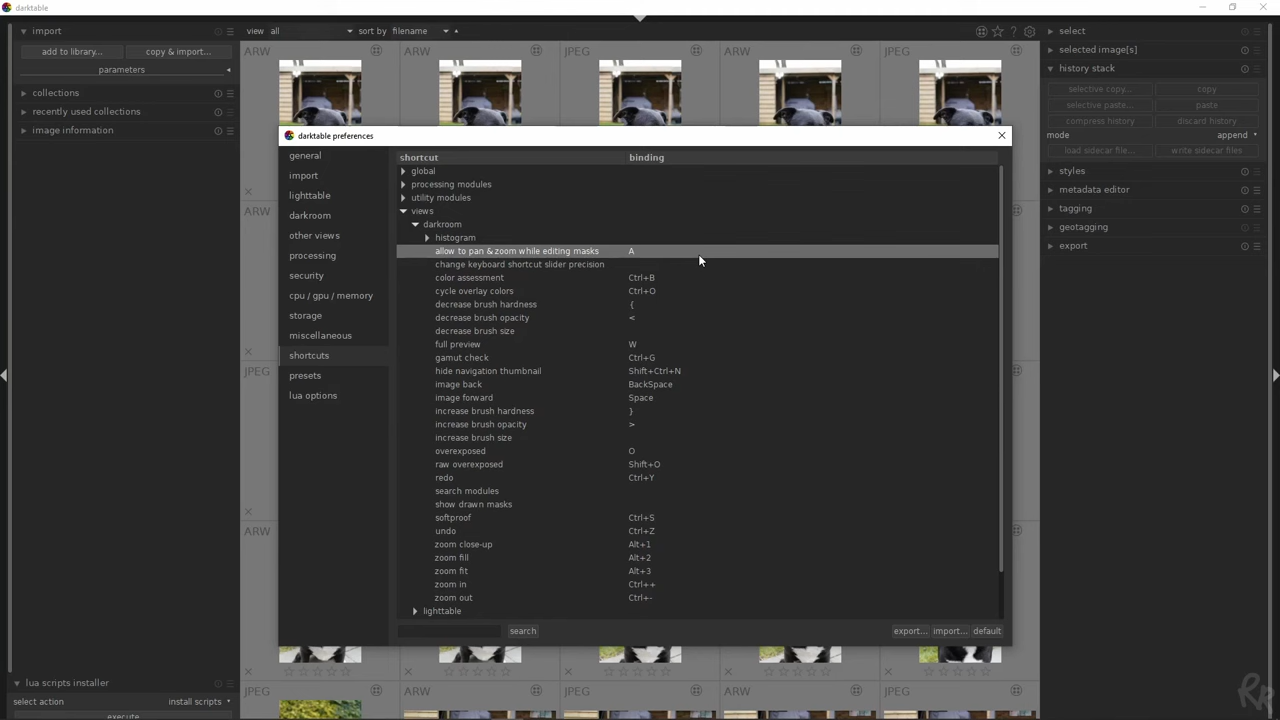 darktable
import
add to library...
copy & import...
parameters
collections
recently used collections
image information
view all
sort by filename
ARW
JPEG
JPEG
ARW
JPEG
select
selected image[s]
history stack
selective copy...
copy
selective paste...
paste
compress history
discard history
mode
append
load sidecar file...
write sidecar files
styles
metadata editor
tagging
geotagging
export
ARW
JPEG
ARW
darktable preferences
general
import
lighttable
darkroom
other views
processing
security
cpu / gpu / memory
storage
miscellaneous
shortcuts
presets
lua options
shortcut binding
global
processing modules
utility modules
views
darkroom
histogram
allow to pan & zoom while editing masks A
change keyboard shortcut slider precision
color assessment Ctrl+B
cycle overlay colors Ctrl+O
decrease brush hardness {
decrease brush opacity <
decrease brush size
full preview W
gamut check Ctrl+G
hide navigation thumbnail Shift+Ctrl+N
image back BackSpace
image forward Space
increase brush hardness }
increase brush opacity >
increase brush size
overexposed O
raw overexposed Shift+O
redo Ctrl+Y
search modules
show drawn masks
softproof Ctrl+S
undo Ctrl+Z
zoom close-up Alt+1
zoom fill Alt+2
zoom fit Alt+3
zoom in Ctrl++
zoom out Ctrl+-
lighttable
search
export...
import...
default
JPEG
ARW
JPEG
ARW
JPEG
lua scripts installer
select action
install scripts
execute